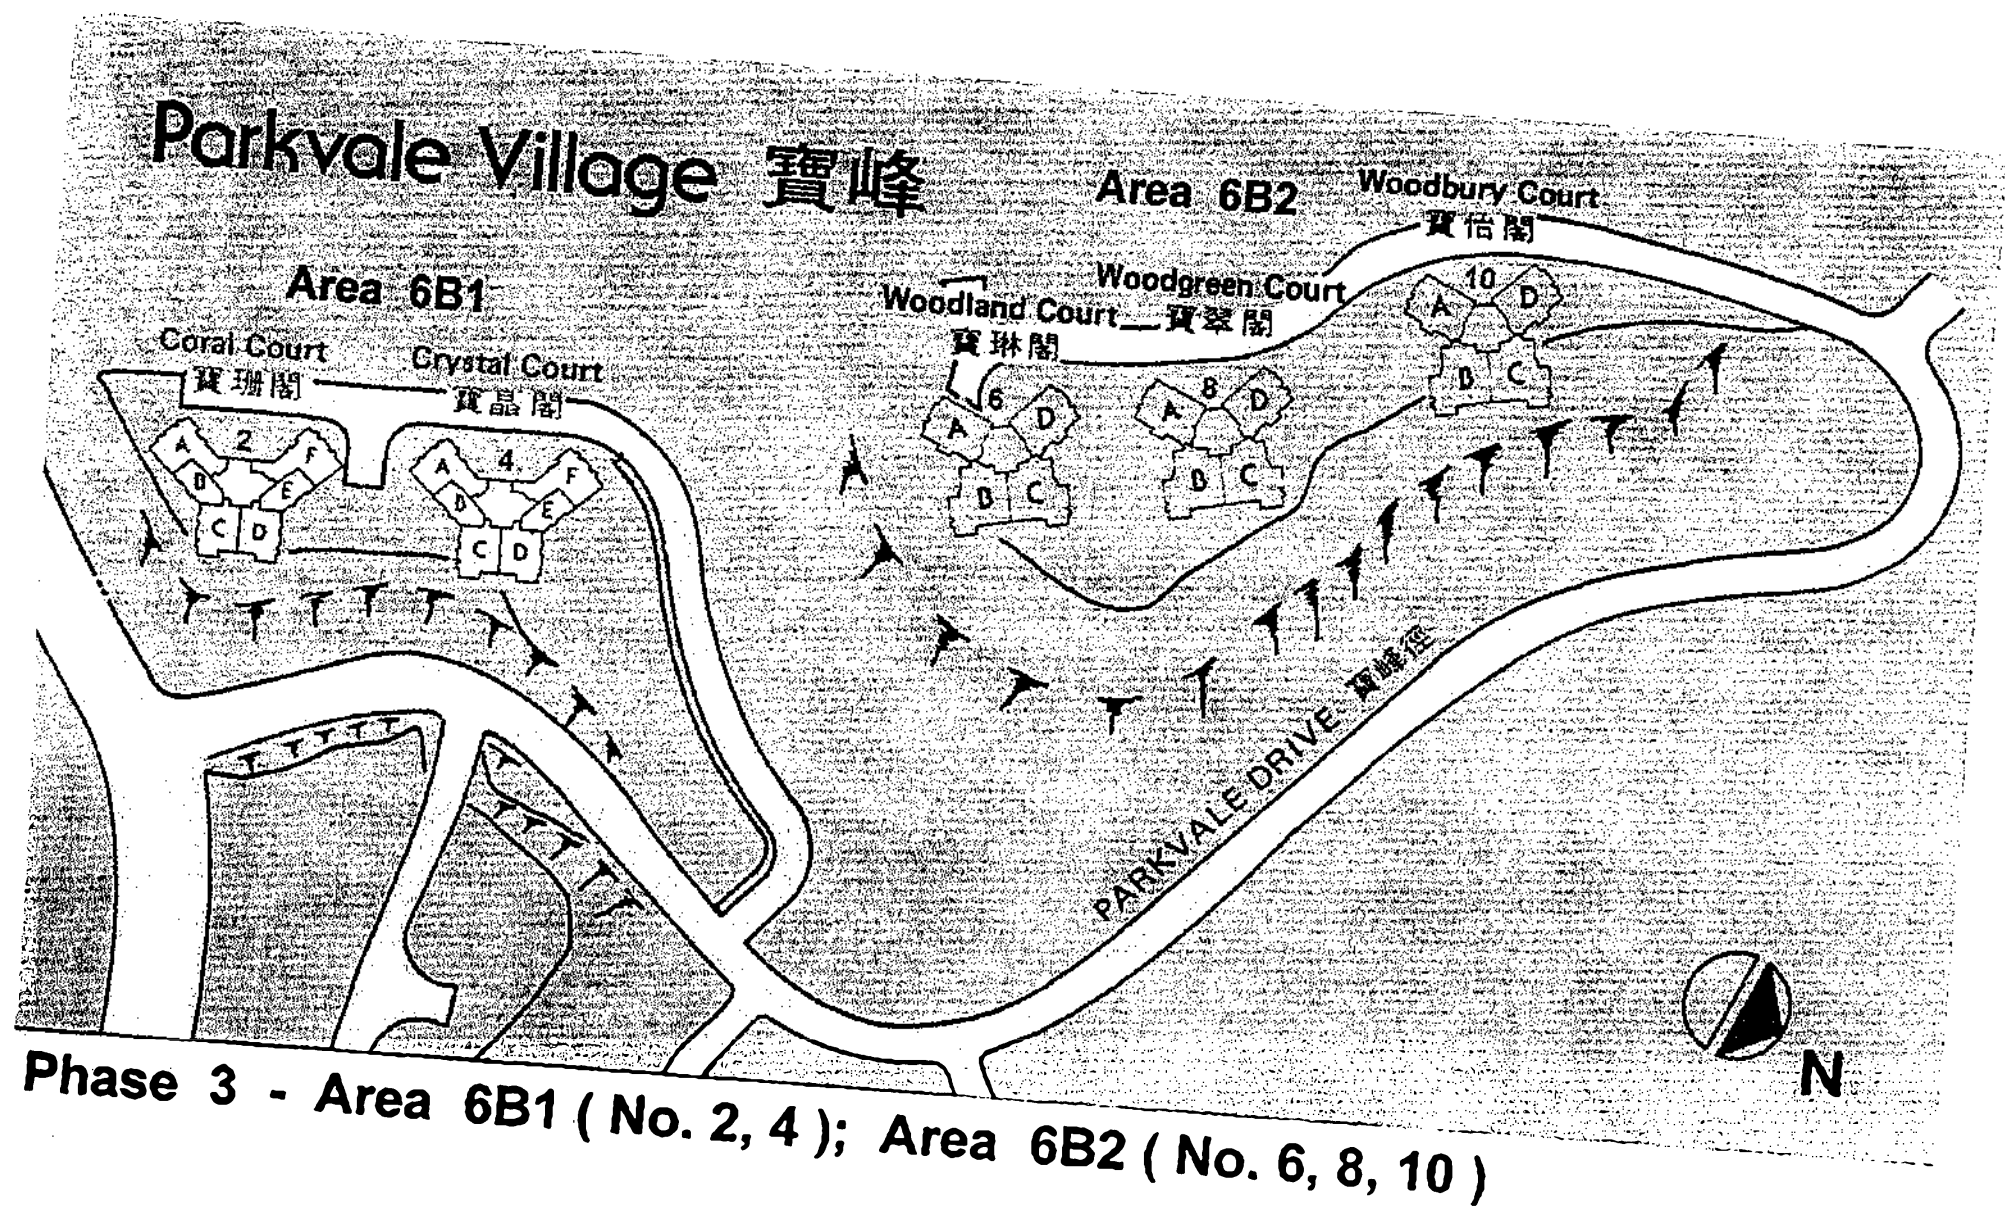 Parkvale Village 寶峰
Area 6B2
Woodbury Court
寶怡閣
Area 6B1
Woodgreen Court
寶翠閣
Woodland Court
寶琳閣
Coral Court
寶珊閣
Crystal Court
寶晶閣
10
A D
B C
6
A D
B C
8
A D
B C
2
A F
B E
C D
4
A F
D E
C D
PARKVALE DRIVE 寶峰徑
N
Phase 3 - Area 6B1 ( No. 2, 4 ); Area 6B2 ( No. 6, 8, 10 )